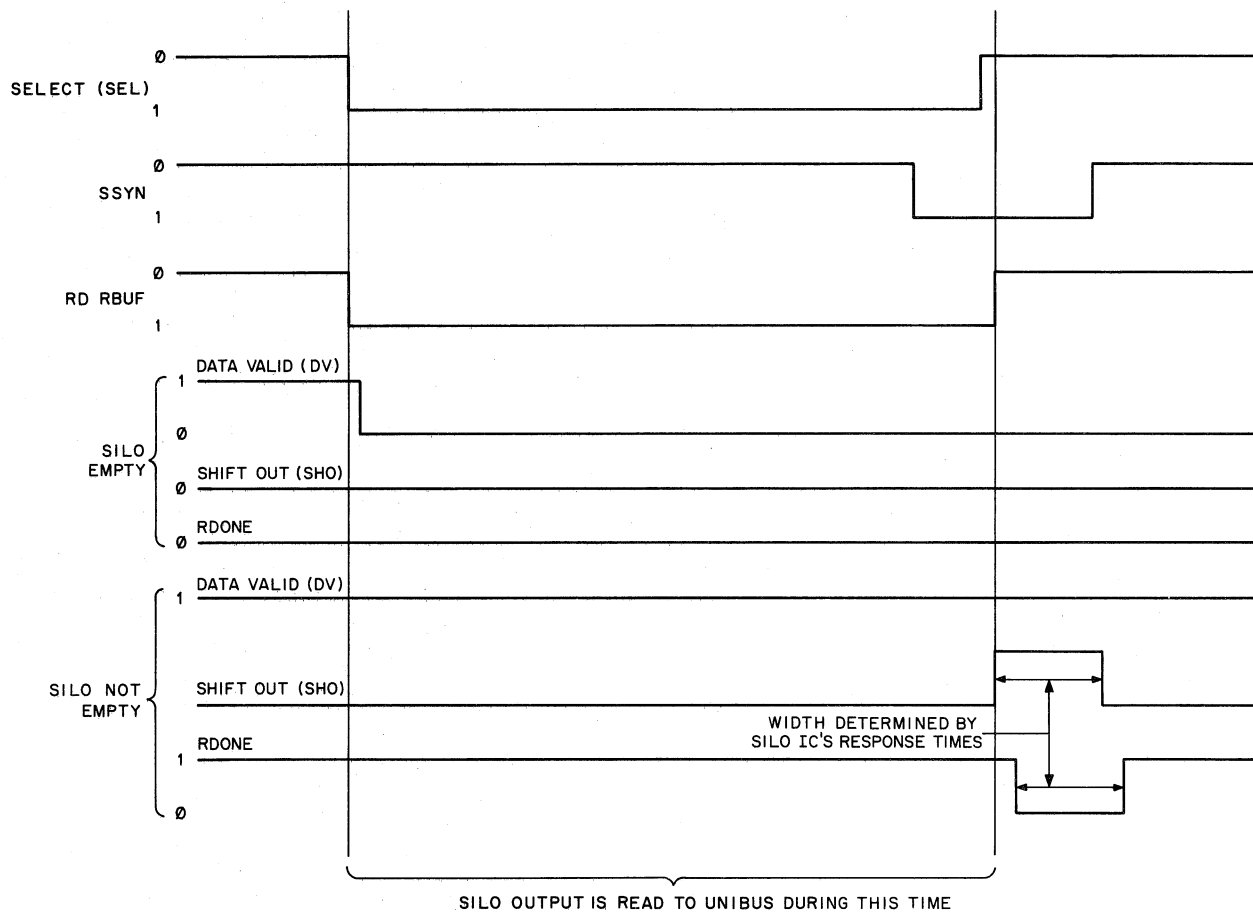 Ø
SELECT (SEL)
1
Ø
SSYN
1
Ø
RD RBUF
1
DATA VALID (DV)
1
Ø
SILO
EMPTY
SHIFT OUT (SHO)
Ø
RDONE
Ø
DATA VALID (DV)
1
SILO NOT
EMPTY
SHIFT OUT (SHO)
WIDTH DETERMINED BY
SILO IC'S RESPONSE TIMES
RDONE
1
Ø
SILO OUTPUT IS READ TO UNIBUS DURING THIS TIME